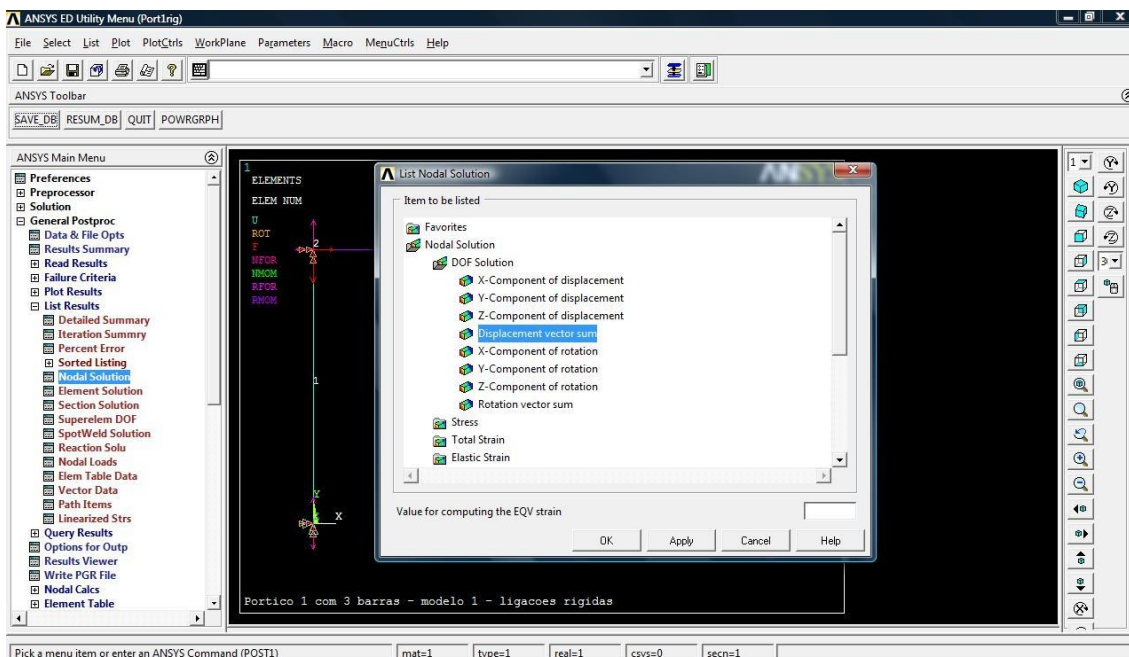 ANSYS ED Utility Menu (Port1rig)
File Select List Plot PlotCtrls WorkPlane Parameters Macro MenuCtrls Help
ANSYS Toolbar
SAVE_DB RESUM_DB QUIT POWRGRPH
ANSYS Main Menu
Preferences
Preprocessor
Solution
General Postproc
Data & File Opts
Results Summary
Read Results
Failure Criteria
Plot Results
List Results
Detailed Summary
Iteration Summry
Percent Error
Sorted Listing
Nodal Solution
Element Solution
Section Solution
Superelem DOF
SpotWeld Solution
Reaction Solu
Nodal Loads
Elem Table Data
Vector Data
Path Items
Linearized Strs
Query Results
Options for Outp
Results Viewer
Write PGR File
Nodal Calcs
Element Table
1
ELEMENTS
ELEM NUM
U
ROT
F
NFOR
NMOM
RFOR
RMOM
2
1
Y
X
Portico 1 com 3 barras - modelo 1 - ligacoes rigidas
List Nodal Solution
Item to be listed
Favorites
Nodal Solution
DOF Solution
X-Component of displacement
Y-Component of displacement
Z-Component of displacement
Displacement vector sum
X-Component of rotation
Y-Component of rotation
Z-Component of rotation
Rotation vector sum
Stress
Total Strain
Elastic Strain
Value for computing the EQV strain
OK Apply Cancel Help
1
Pick a menu item or enter an ANSYS Command (POST1) mat=1 type=1 real=1 csys=0 secn=1